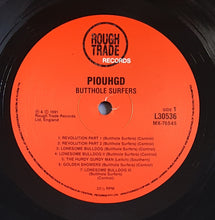 ROUGH
TRADE
RECORDS
PIOUHGD
BUTTHOLE SURFERS
℗ & © 1991
Rough Trade Records
Ltd. England
side 1
L30536
MX-76545
1. REVOLUTION PART 1 (Butthole Surfers) (Control)
2. REVOLUTION PART 2 (Butthole Surfers) (Control)
3. LONESOME BULLDOG (Butthole Surfers) (Control)
4. LONESOME BULLDOG II (Butthole Surfers) (Control)
5. THE HURDY GURDY MAN (Leitch) (Southern)
6. GOLDEN SHOWERS (Butthole Surfers) (Control)
7. LONESOME BULLDOG III
(Butthole Surfers) (Control)
33⅓ RPM